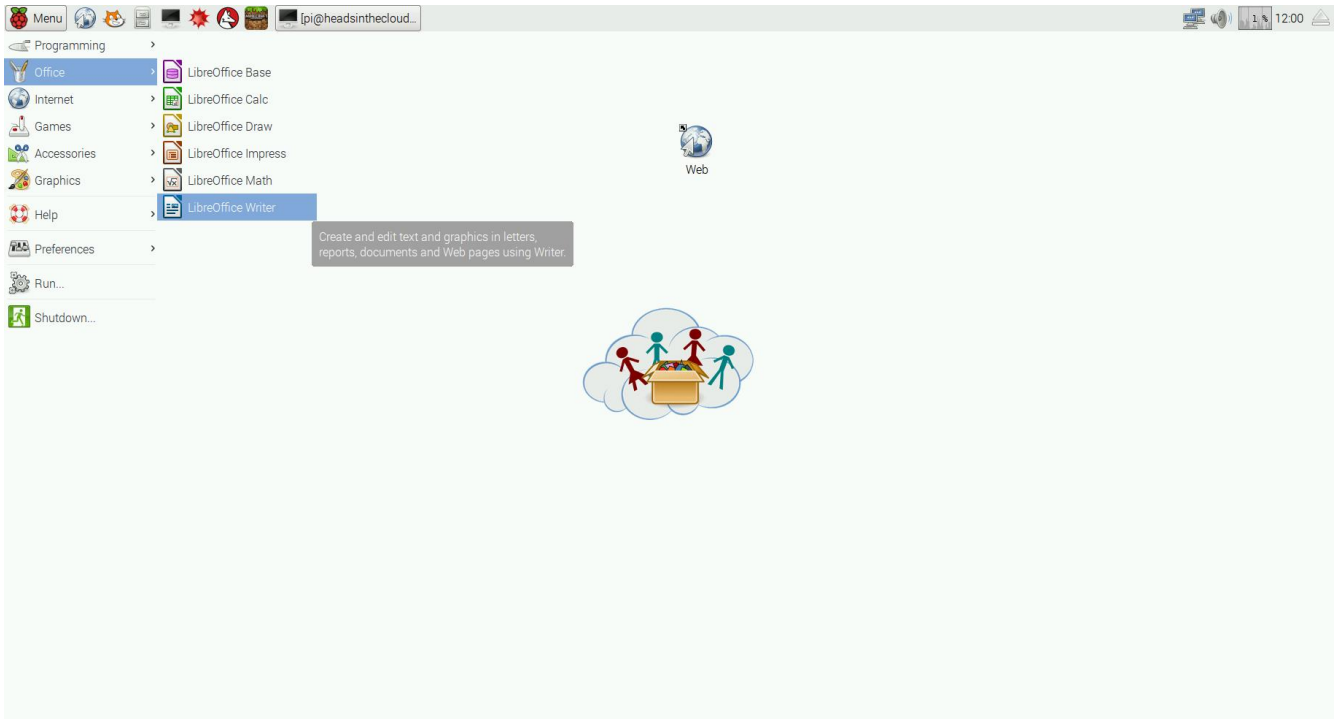 Menu
[pi@headsinthecloud...
1 %
12:00
Programming
Office
Internet
Games
Accessories
Graphics
Help
Preferences
Run...
Shutdown...
LibreOffice Base
LibreOffice Calc
LibreOffice Draw
LibreOffice Impress
LibreOffice Math
LibreOffice Writer
Create and edit text and graphics in letters,
reports, documents and Web pages using Writer.
Web